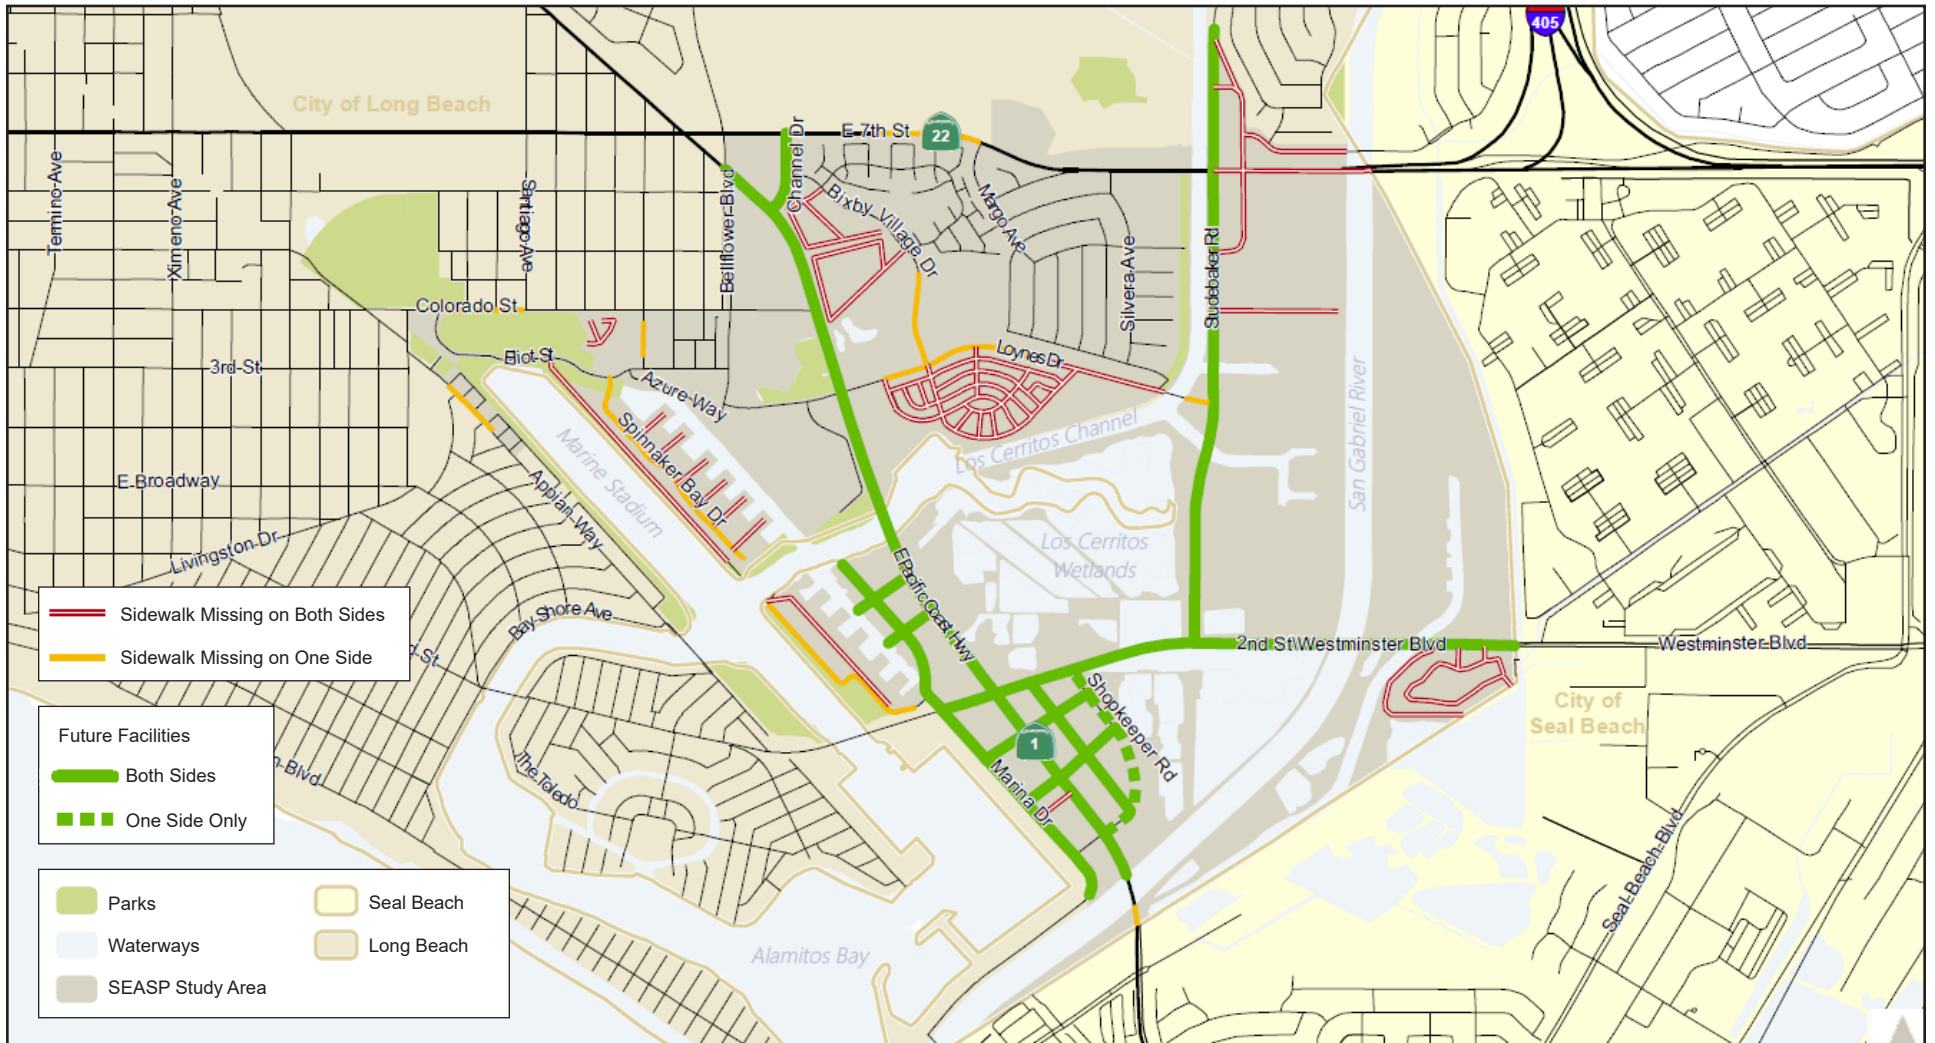 405
City of Long Beach
E 7th St
22
Channel Dr
Termino Ave
Ximeno Ave
Santiago Ave
Bellflower Blvd
Bixby Village Dr
Margo Ave
Silvera Ave
Studebaker Rd
Colorado St
Eliot St
3rd St
Loynes Dr
Azure Way
Spinnaker Bay Dr
Marine Stadium
Los Cerritos Channel
San Gabriel River
E Broadway
Appian Way
Livingston Dr
Los Cerritos
Wetlands
E Pacific Coast Hwy
Bay Shore Ave
d St
2nd St Westminster Blvd
Westminster Blvd
Shopkeeper Rd
City of
Seal Beach
1
Marina Dr
The Toledo
n Blvd
Seal Beach Blvd
Alamitos Bay
Sidewalk Missing on Both Sides
Sidewalk Missing on One Side
Future Facilities
Both Sides
One Side Only
Parks
Seal Beach
Waterways
Long Beach
SEASP Study Area